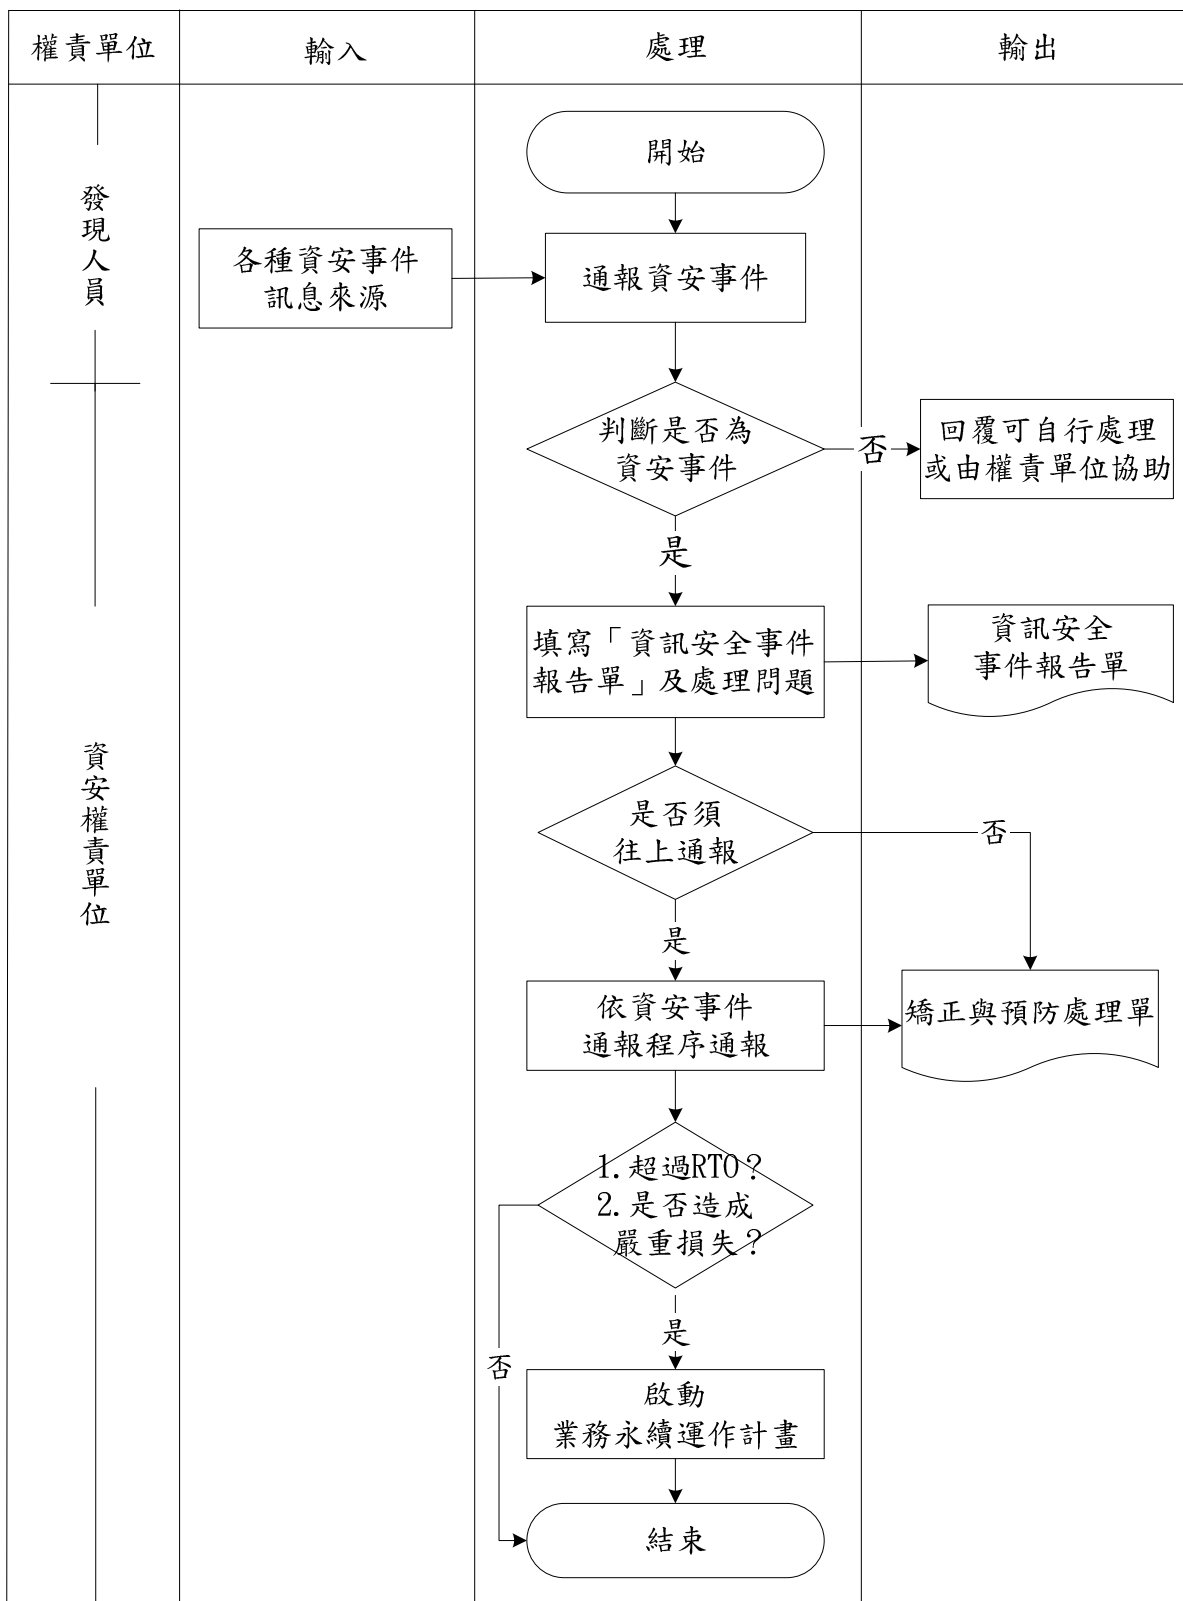 權責單位
輸入
處理
輸出
發現人員
開始
各種資安事件
訊息來源
通報資安事件
判斷是否為
資安事件
否
回覆可自行處理
或由權責單位協助
是
填寫「資訊安全事件
報告單」及處理問題
資訊安全
事件報告單
資安權責單位
是否須
往上通報
否
是
依資安事件
通報程序通報
矯正與預防處理單
1.超過RTO?
2.是否造成
嚴重損失?
是
否
啟動
業務永續運作計畫
結束